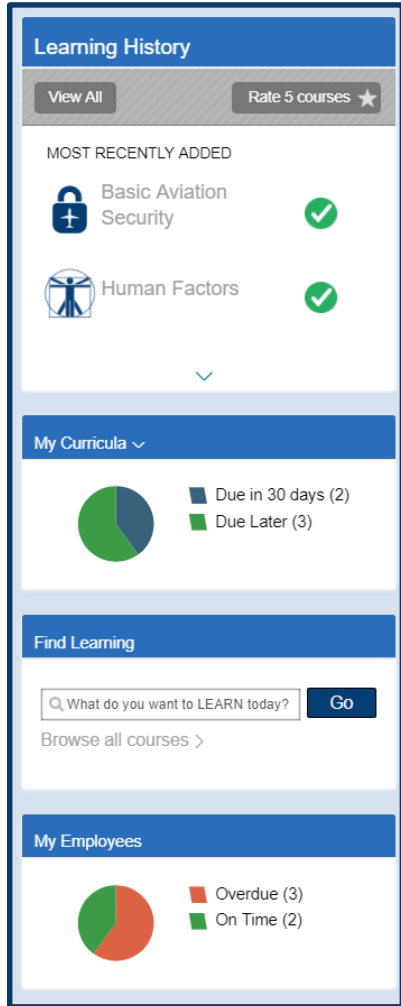 Learning History
View All
Rate 5 courses
MOST RECENTLY ADDED
Basic Aviation
Security
Human Factors
My Curricula
Due in 30 days (2)
Due Later (3)
Find Learning
What do you want to LEARN today?
Go
Browse all courses >
My Employees
Overdue (3)
On Time (2)